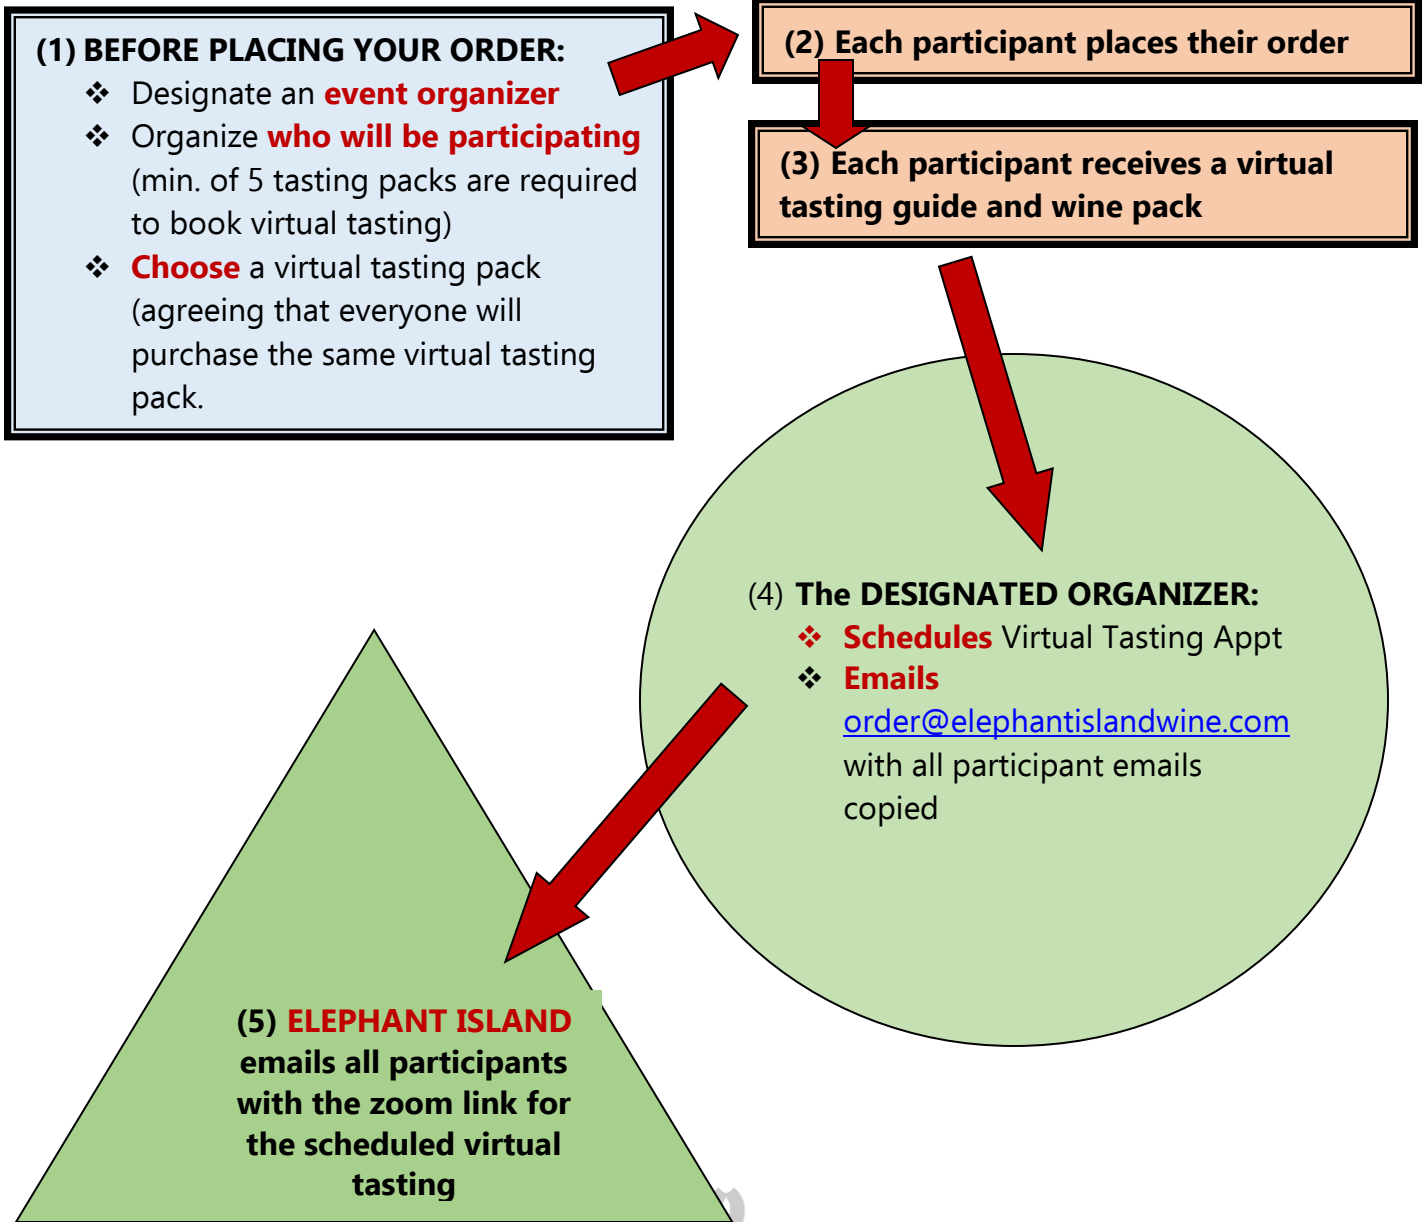 (1) BEFORE PLACING YOUR ORDER:
❖ Designate an event organizer
❖ Organize who will be participating
(min. of 5 tasting packs are required
to book virtual tasting)
❖ Choose a virtual tasting pack
(agreeing that everyone will
purchase the same virtual tasting
pack.
(2) Each participant places their order
(3) Each participant receives a virtual
tasting guide and wine pack
(4) The DESIGNATED ORGANIZER:
❖ Schedules Virtual Tasting Appt
❖ Emails
order@elephantislandwine.com
with all participant emails
copied
(5) ELEPHANT ISLAND
emails all participants
with the zoom link for
the scheduled virtual
tasting